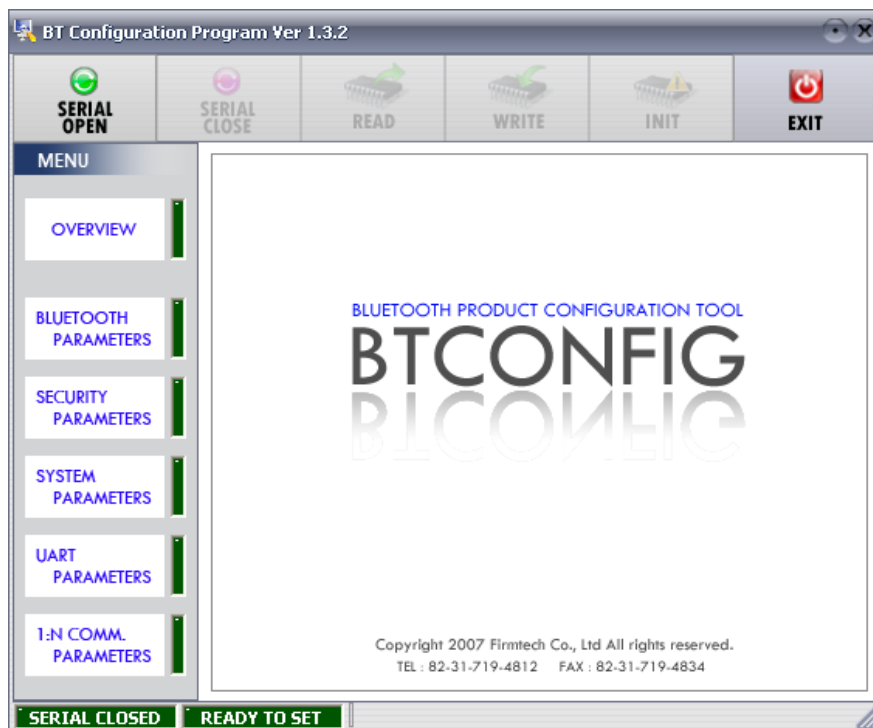 BT Configuration Program Ver 1.3.2
SERIAL OPEN
SERIAL CLOSE
READ
WRITE
INIT
EXIT
MENU
OVERVIEW
BLUETOOTH
PARAMETERS
SECURITY
PARAMETERS
SYSTEM
PARAMETERS
UART
PARAMETERS
1:N COMM.
PARAMETERS
BLUETOOTH PRODUCT CONFIGURATION TOOL
BTCONFIG
Copyright 2007 Firmtech Co., Ltd All rights reserved.
TEL : 82-31-719-4812 FAX : 82-31-719-4834
SERIAL CLOSED
READY TO SET